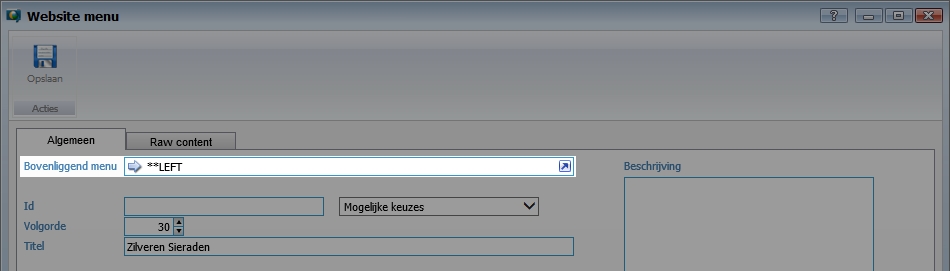 Website menu
Opslaan
Acties
Algemeen
Raw content
Bovenliggend menu **LEFT
Beschrijving
Id Mogelijke keuzes
Volgorde 30
Titel Zilveren Sieraden